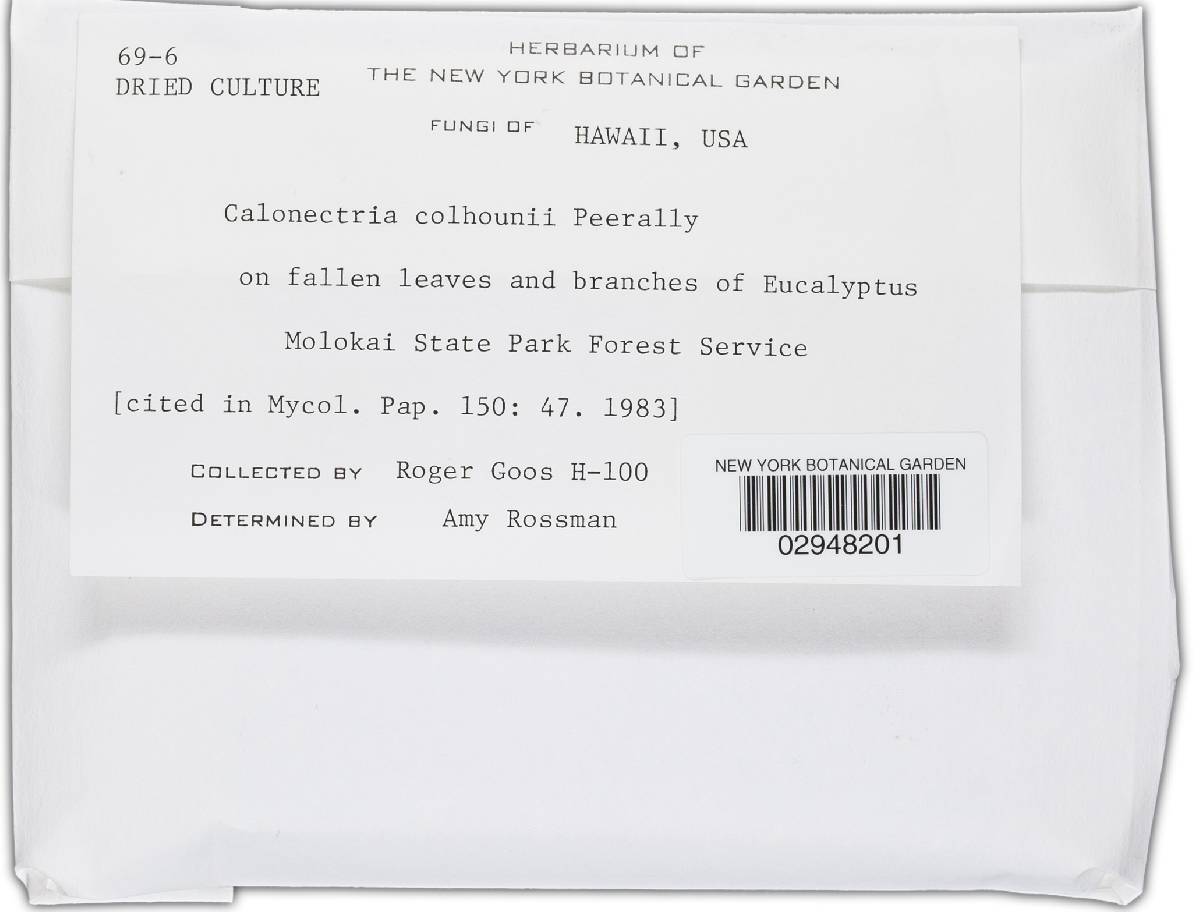 69-6
DRIED CULTURE
HERBARIUM OF
THE NEW YORK BOTANICAL GARDEN
FUNGI OF HAWAII, USA
Calonectria colhounii Peerally
on fallen leaves and branches of Eucalyptus
Molokai State Park Forest Service
[cited in Mycol. Pap. 150: 47. 1983]
COLLECTED BY Roger Goos H-100
DETERMINED BY Amy Rossman
NEW YORK BOTANICAL GARDEN
02948201